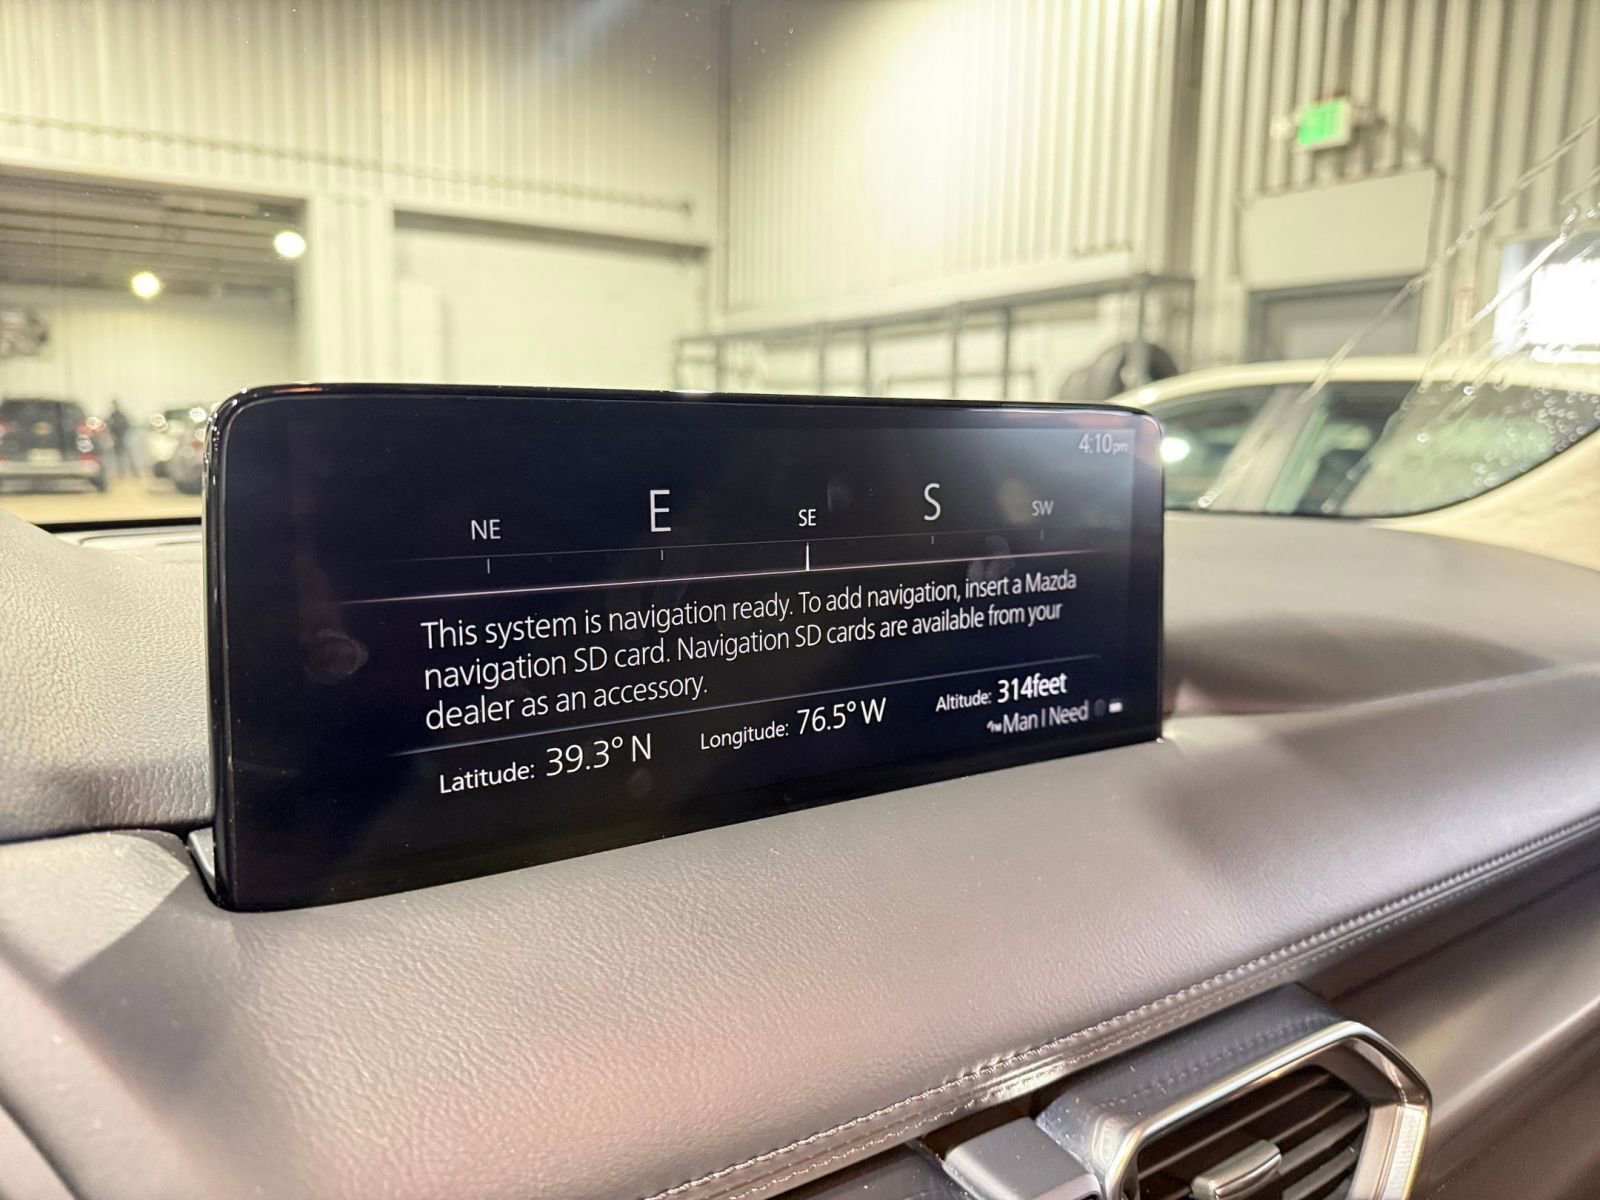 4:10pm
NE E SE S SW
This system is navigation ready. To add navigation, insert a Mazda
navigation SD card. Navigation SD cards are available from your
dealer as an accessory.
Latitude: 39.3° N Longitude: 76.5° W Altitude: 314feet
Man I Need